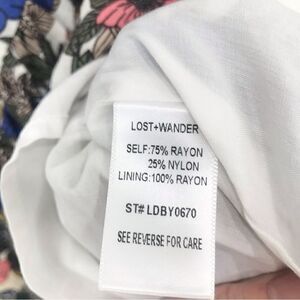 LOST+WANDER
SELF:75% RAYON
25% NYLON
LINING:100% RAYON
ST# LDBY0670
SEE REVERSE FOR CARE